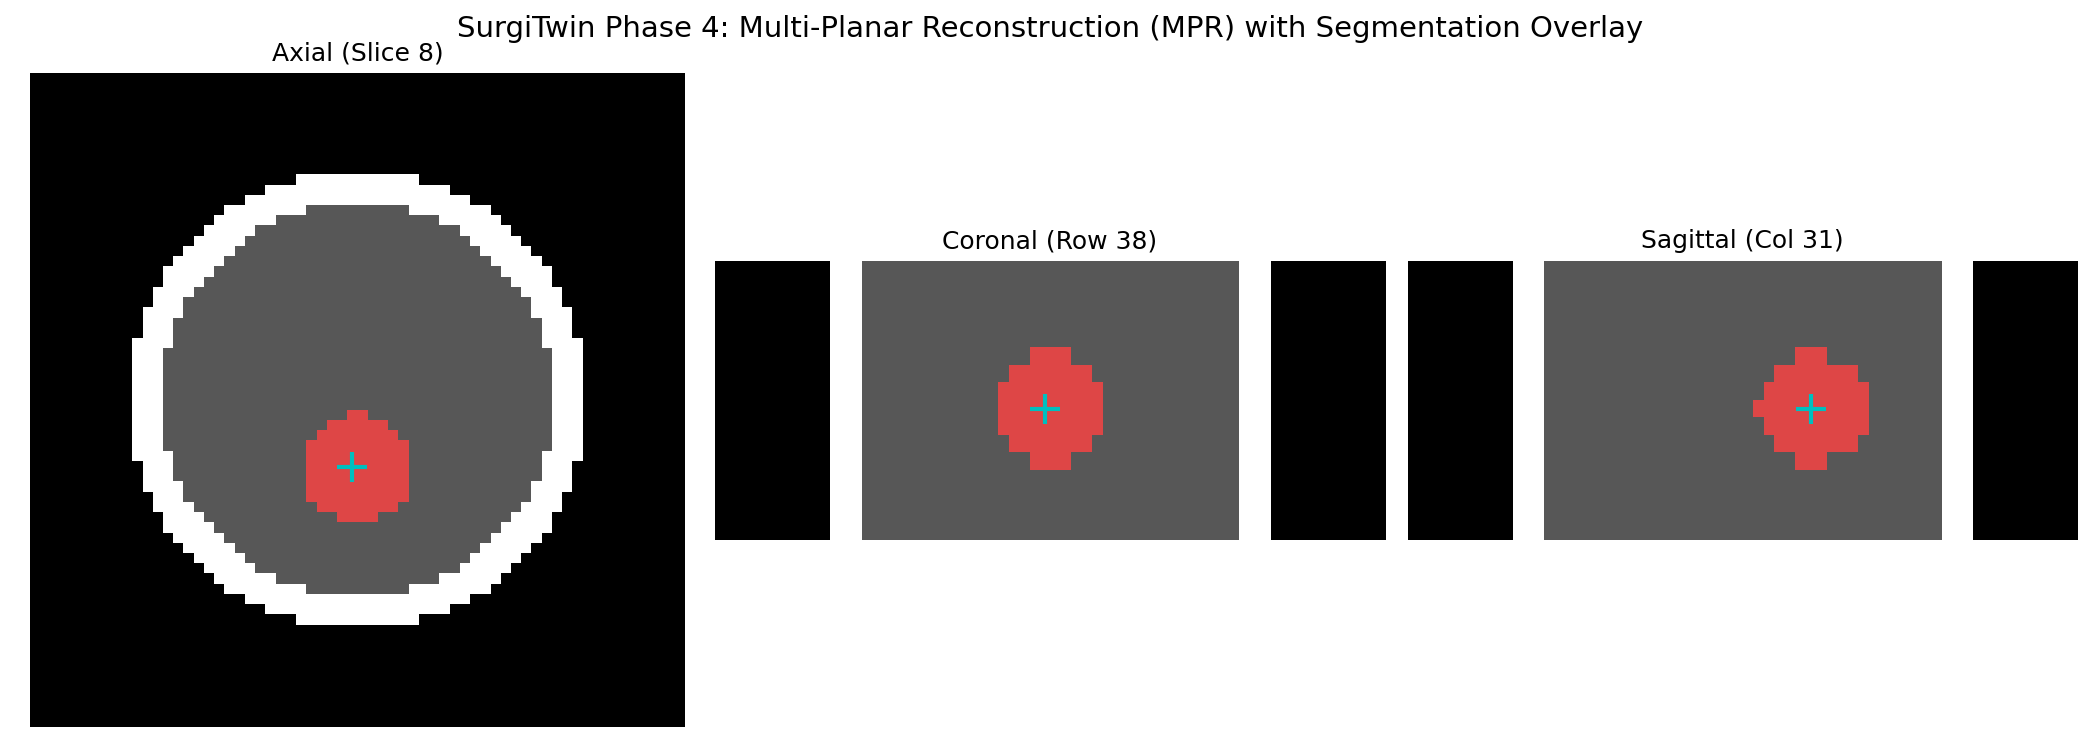 SurgiTwin Phase 4: Multi-Planar Reconstruction (MPR) with Segmentation Overlay
Axial (Slice 8)
Coronal (Row 38)
Sagittal (Col 31)